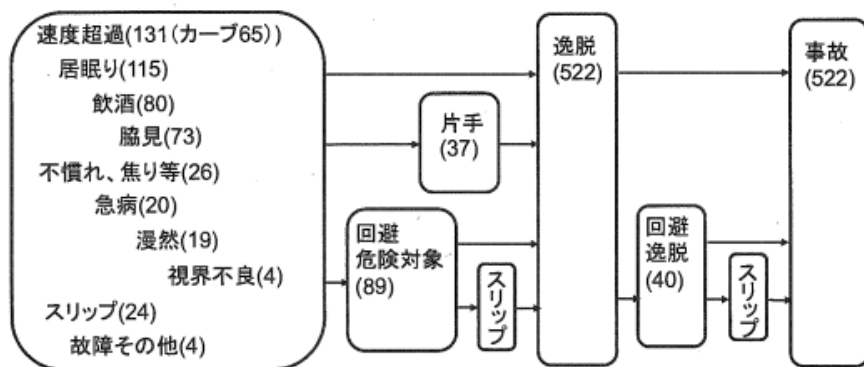 速度超過(131(カーブ65))
居眠り(115)
飲酒(80)
脇見(73)
不慣れ、焦り等(26)
急病(20)
漫然(19)
視界不良(4)
スリップ(24)
故障その他(4)
片手
(37)
回避
危険対象
(89)
スリップ
逸脱
(522)
回避
逸脱
(40)
スリップ
事故
(522)